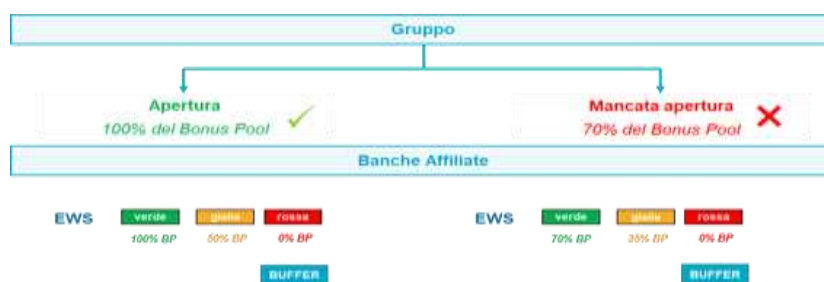 Gruppo
Apertura
100% del Bonus Pool
Mancata apertura
70% del Bonus Pool
Banche Affiliate
EWS verde gialla rossa EWS verde gialla rossa
100% BP 50% BP 0% BP 70% BP 35% BP 0% BP
BUFFER BUFFER